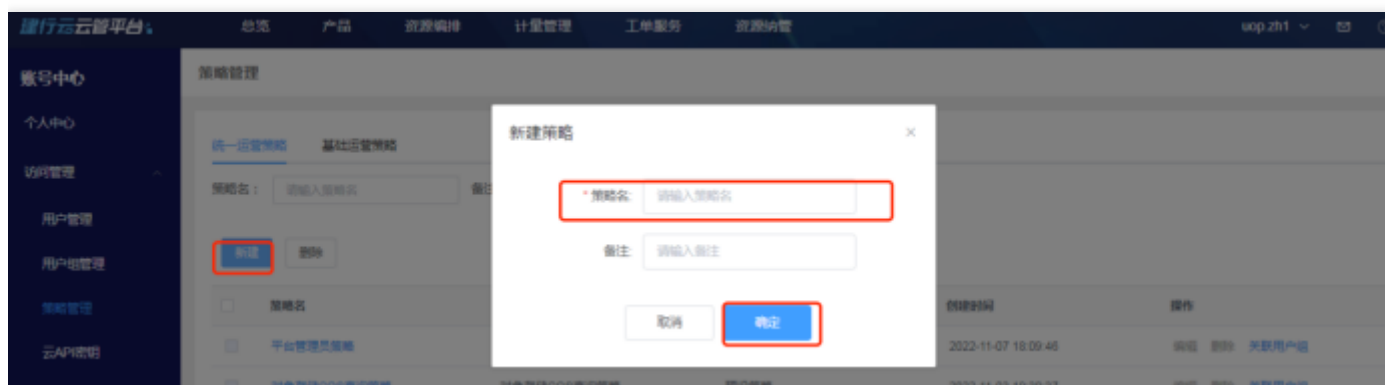 建行云云管平台
总览 产品 资源编排 计量管理 工单服务 资源纳管 uop.zh1
账号中心
策略管理
个人中心
新建策略
统一运营策略 基础运营策略
访问管理
策略名: 请输入策略名
* 策略名: 请输入策略名
用户管理
新建 删除
备注: 请输入备注
用户组管理
策略管理
策略名 创建时间 操作
取消 确定
云API密钥
平台管理员策略 2022-11-07 18:09:46 编辑 删除 关联用户组